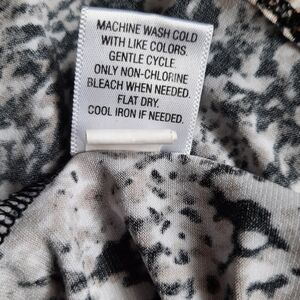 MACHINE WASH COLD
WITH LIKE COLORS.
GENTLE CYCLE.
ONLY NON-CHLORINE
BLEACH WHEN NEEDED.
FLAT DRY.
COOL IRON IF NEEDED.